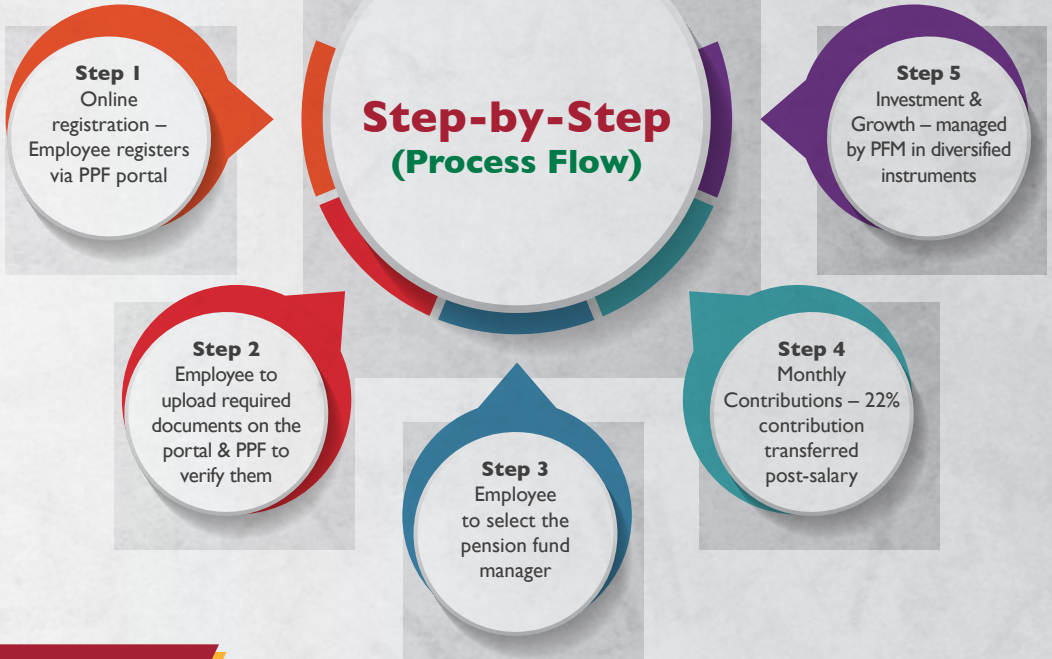 Step-by-Step
(Process Flow)
Step 1
Online
registration –
Employee registers
via PPF portal
Step 2
Employee to
upload required
documents on the
portal & PPF to
verify them
Step 3
Employee
to select the
pension fund
manager
Step 4
Monthly
Contributions – 22%
contribution
transferred
post-salary
Step 5
Investment &
Growth – managed
by PFM in diversified
instruments